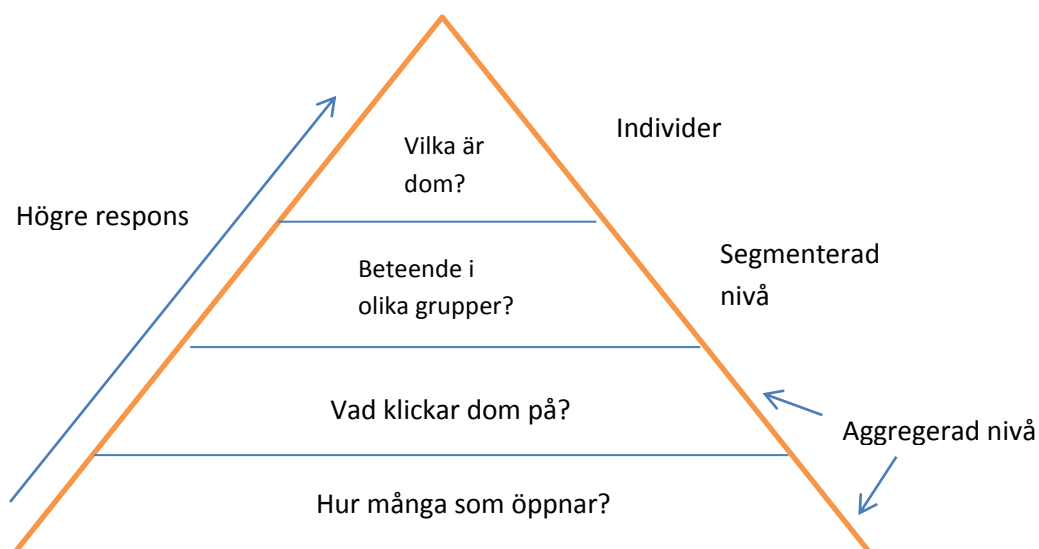 Individer
Vilka är
dom?
Högre respons
Segmenterad
nivå
Beteende i
olika grupper?
Vad klickar dom på?
Aggregerad nivå
Hur många som öppnar?